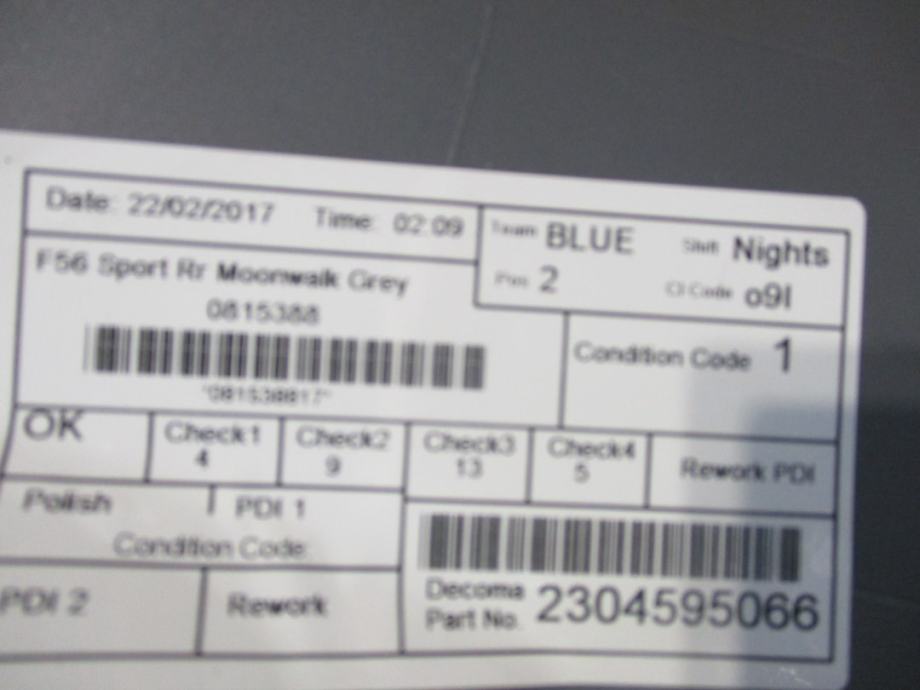 Date: 22/02/2017 Time: 02:09
Team BLUE Shift Nights
Pos 2 CI Code o9I
F56 Sport Rr Moonwalk Grey
0815388
*081538817*
Condition Code 1
OK Check1 Check2 Check3 Check4 Rework PDI
4 9 13 5
Polish PDI 1
Condition Code:
PDI 2 Rework
Decoma
Part No. 2304595066